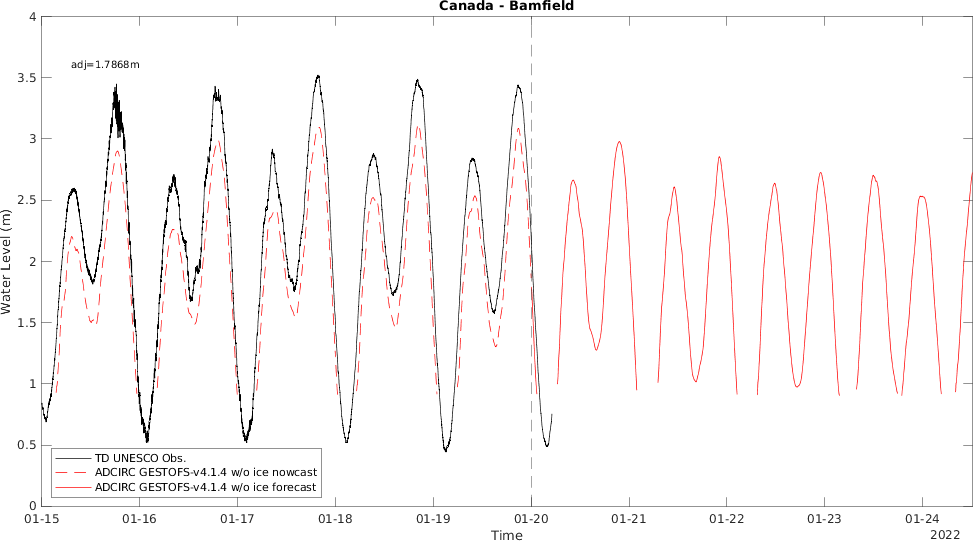 Canada - Bamfield
adj=1.7868m
Water Level (m)
4
3.5
3
2.5
2
1.5
1
0.5
0
TD UNESCO Obs.
ADCIRC GESTOFS-v4.1.4 w/o ice nowcast
ADCIRC GESTOFS-v4.1.4 w/o ice forecast
01-15 01-16 01-17 01-18 01-19 01-20 01-21 01-22 01-23 01-24
Time
2022